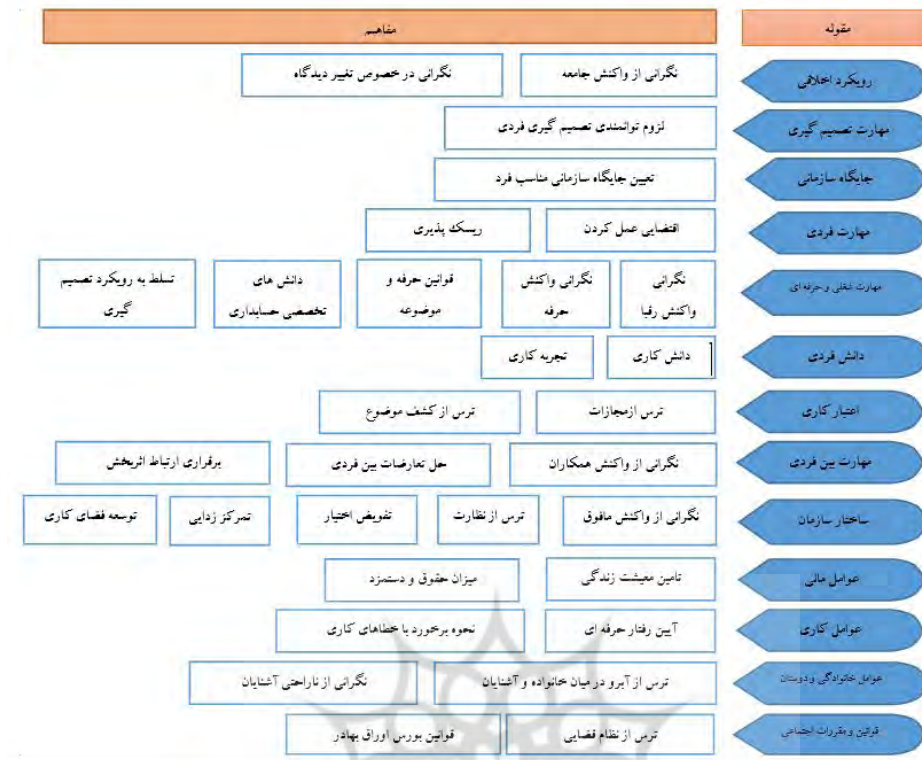 مقوله
مفاهیم
رویکرد اخلاقی
نگرانی از واکنش جامعه
نگرانی در خصوص تغییر دیدگاه
مهارت تصمیم گیری
لزوم توانمندی تصمیم گیری فردی
جایگاه سازمانی
تعیین جایگاه سازمانی مناسب فرد
مهارت فردی
اقتضایی عمل کردن
ریسک پذیری
مهارت شغلی و حرفه ای
نگرانی
واکنش رقبا
نگرانی واکنش
حرفه
قوانین حرفه و
موضوعه
دانش های
تخصصی حسابداری
تسلط به رویکرد تصمیم
گیری
دانش فردی
دانش کاری
تجربه کاری
اعتبار کاری
ترس ازمجازات
ترس از کشف موضوع
مهارت بین فردی
نگرانی از واکنش همکاران
حل تعارضات بین فردی
برقراری ارتباط اثربخش
ساختار سازمان
نگرانی از واکنش مافوق
ترس از نظارت
تفویض اختیار
تمرکز زدایی
توسعه فضای کاری
عوامل مالی
تامین معیشت زندگی
میزان حقوق و دستمزد
عوامل کاری
آیین رفتار حرفه ای
نحوه برخورد با خطاهای کاری
عوامل خانوادگی و دوستان
ترس از آبرو در میان خانواده و آشنایان
نگرانی از ناراحتی آشنایان
قوانین و مقررات اجتماعی
ترس از نظام قضایی
قوانین بورس اوراق بهادر